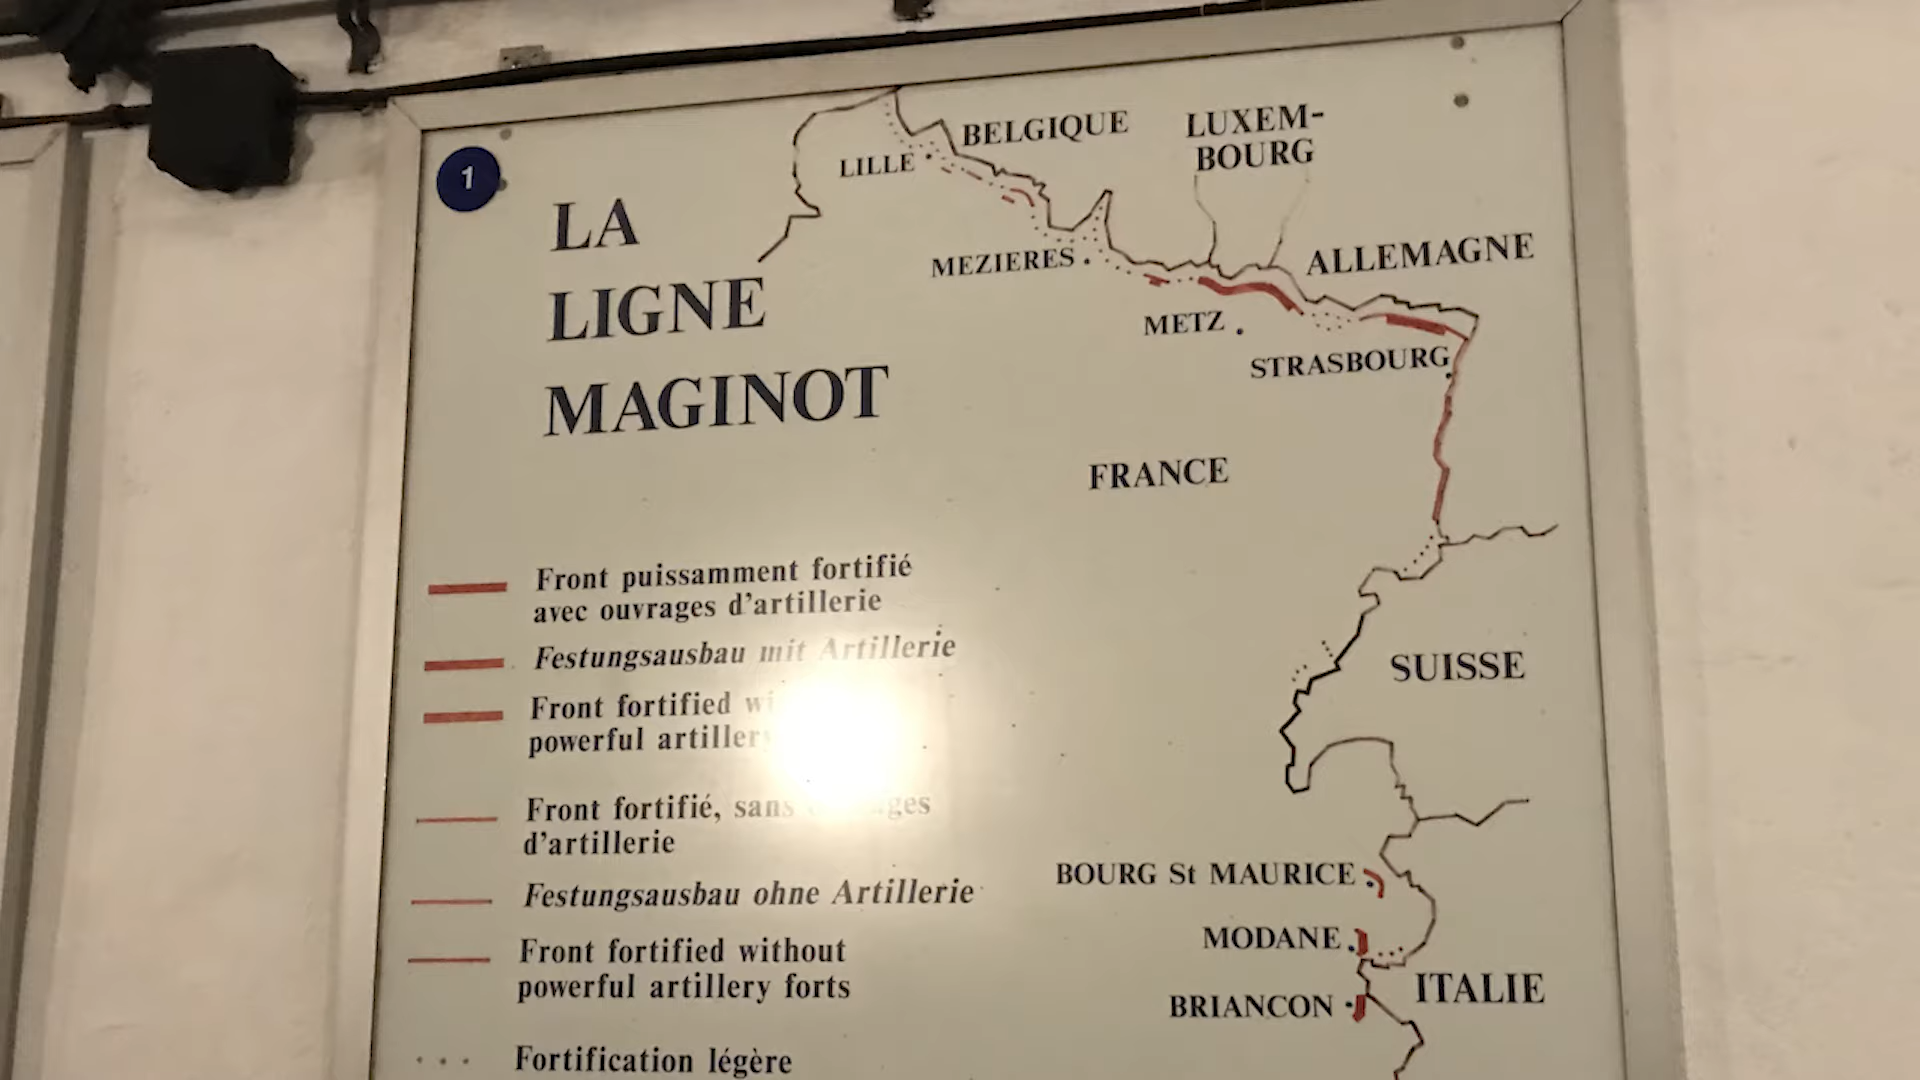 1
LA
LIGNE
MAGINOT
BELGIQUE
LUXEM-
BOURG
LILLE
MEZIERES
ALLEMAGNE
METZ
STRASBOURG
FRANCE
SUISSE
BOURG St MAURICE
MODANE
BRIANCON
ITALIE
Front puissamment fortifié
avec ouvrages d'artillerie
Festungsausbau mit Artillerie
Front fortified
powerful artillery
Front fortifié, sans
d'artillerie
Festungsausbau ohne Artillerie
Front fortified without
powerful artillery forts
Fortification légère